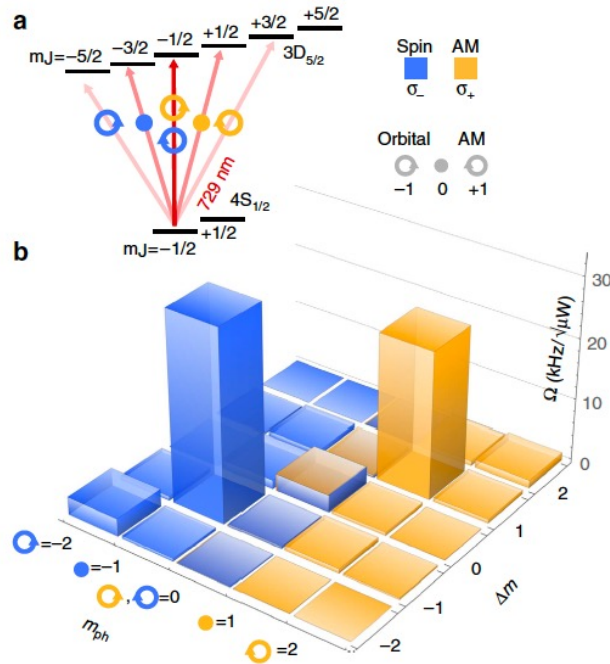 a
mJ=−5/2 −3/2 −1/2 +1/2 +3/2 +5/2
3D5/2
Spin AM
σ− σ+
Orbital AM
−1 0 +1
729 nm
4S1/2
mJ=−1/2 +1/2
b
30
20
10
0
Ω (kHz/√μW)
=−2
=−1
, =0
=1
=2
mph
−2
−1
0
1
2
Δm